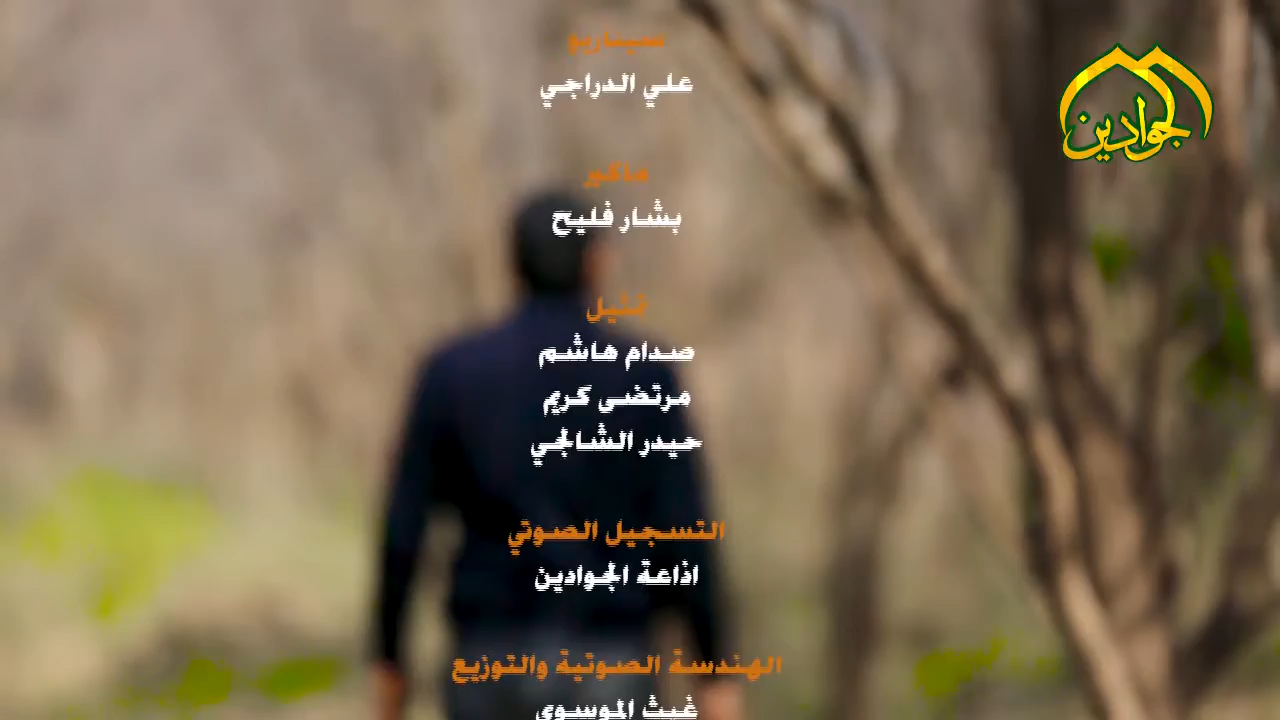 سيناريو
علي الدراجي
الجوادين
ماكير
بشار فليح
تمثيل
صدام هاشم
مرتضى كريم
حيدر الشالجي
التسجيل الصوتي
اذاعة الجوادين
الهندسة الصوتية والتوزيع
غيث الموسوي